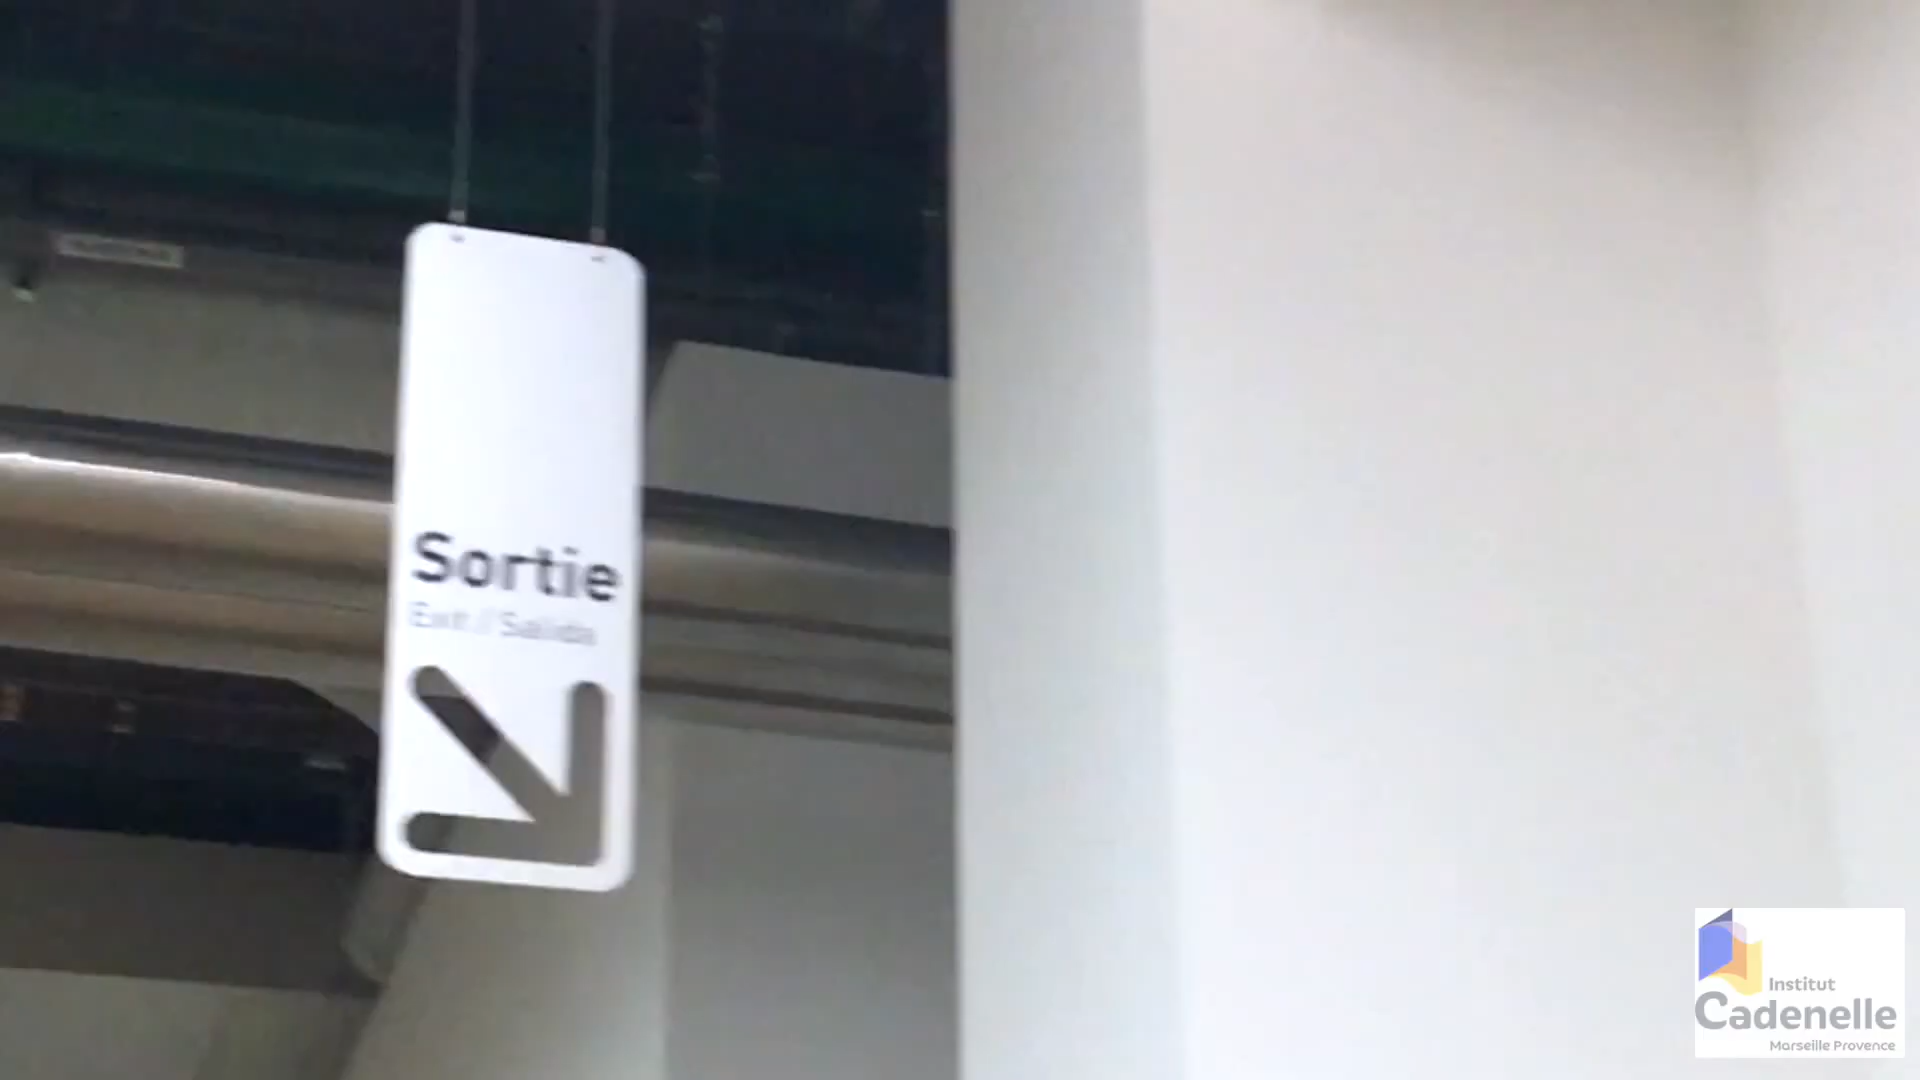 Sortie
Exit / Salida
Institut
Cadenelle
Marseille Provence